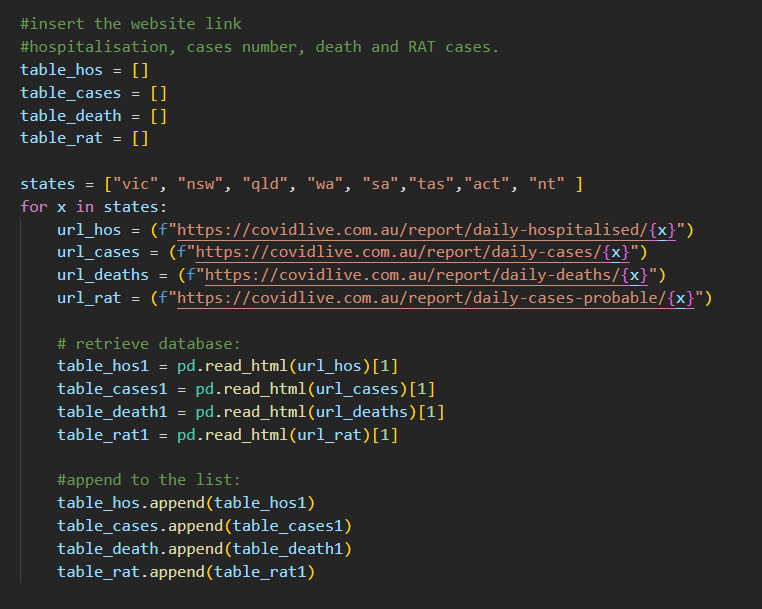 #insert the website link
#hospitalisation, cases number, death and RAT cases.
table_hos = []
table_cases = []
table_death = []
table_rat = []
states = ["vic", "nsw", "qld", "wa", "sa","tas","act", "nt" ]
for x in states:
    url_hos = (f"https://covidlive.com.au/report/daily-hospitalised/{x}")
    url_cases = (f"https://covidlive.com.au/report/daily-cases/{x}")
    url_deaths = (f"https://covidlive.com.au/report/daily-deaths/{x}")
    url_rat = (f"https://covidlive.com.au/report/daily-cases-probable/{x}")
    # retrieve database:
    table_hos1 = pd.read_html(url_hos)[1]
    table_cases1 = pd.read_html(url_cases)[1]
    table_death1 = pd.read_html(url_deaths)[1]
    table_rat1 = pd.read_html(url_rat)[1]
    #append to the list:
    table_hos.append(table_hos1)
    table_cases.append(table_cases1)
    table_death.append(table_death1)
    table_rat.append(table_rat1)